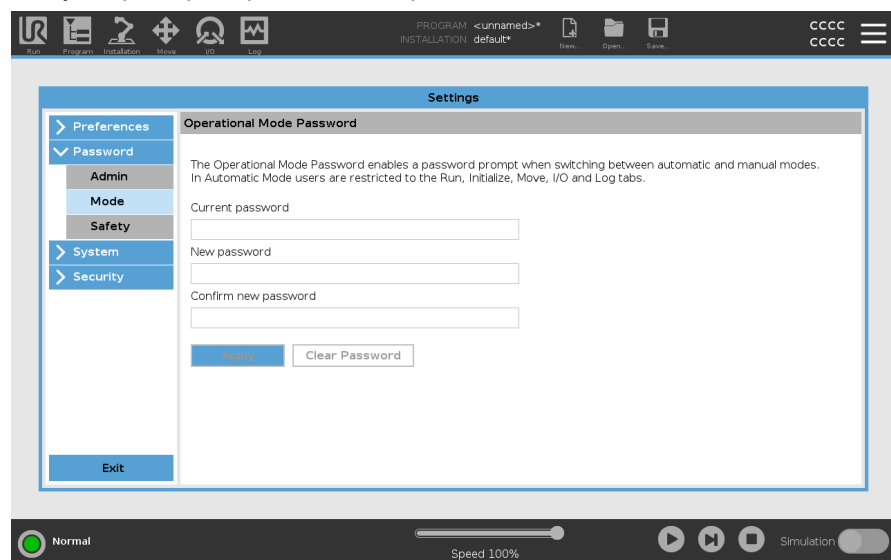 PROGRAM <unnamed>*
INSTALLATION default*
CCCC
CCCC
Run Program Installation Move I/O Log New... Open... Save...
Settings
Preferences
Password
Admin
Mode
Safety
System
Security
Exit
Operational Mode Password
The Operational Mode Password enables a password prompt when switching between automatic and manual modes.
In Automatic Mode users are restricted to the Run, Initialize, Move, I/O and Log tabs.
Current password
New password
Confirm new password
Apply Clear Password
Normal
Speed 100%
Simulation